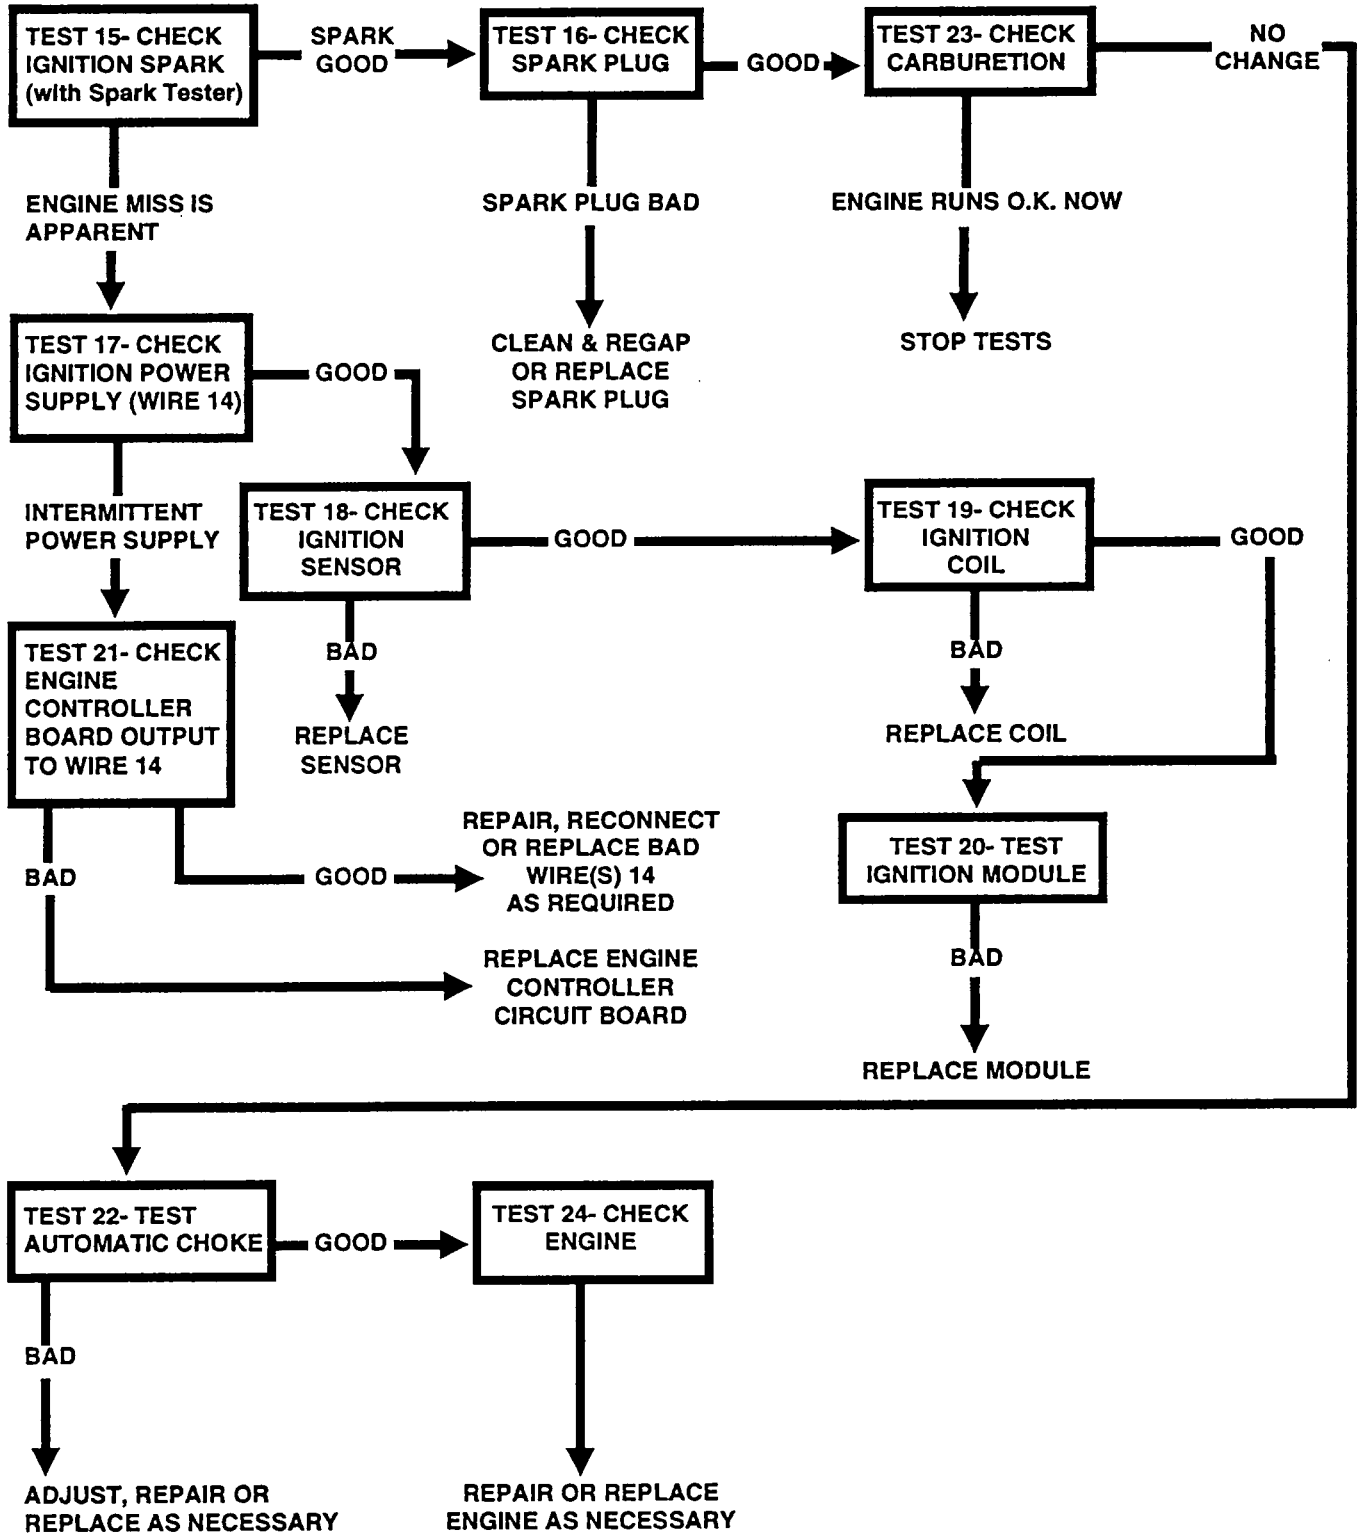 TEST 15- CHECK
IGNITION SPARK
(with Spark Tester)
SPARK
GOOD
TEST 16- CHECK
SPARK PLUG
GOOD
TEST 23- CHECK
CARBURETION
NO
CHANGE
ENGINE MISS IS
APPARENT
SPARK PLUG BAD
ENGINE RUNS O.K. NOW
CLEAN & REGAP
OR REPLACE
SPARK PLUG
STOP TESTS
TEST 17- CHECK
IGNITION POWER
SUPPLY (WIRE 14)
GOOD
INTERMITTENT
POWER SUPPLY
TEST 18- CHECK
IGNITION
SENSOR
GOOD
TEST 19- CHECK
IGNITION
COIL
GOOD
BAD
REPLACE
SENSOR
BAD
REPLACE COIL
TEST 21- CHECK
ENGINE
CONTROLLER
BOARD OUTPUT
TO WIRE 14
BAD
GOOD
REPAIR, RECONNECT
OR REPLACE BAD
WIRE(S) 14
AS REQUIRED
TEST 20- TEST
IGNITION MODULE
REPLACE ENGINE
CONTROLLER
CIRCUIT BOARD
BAD
REPLACE MODULE
TEST 22- TEST
AUTOMATIC CHOKE
GOOD
TEST 24- CHECK
ENGINE
BAD
ADJUST, REPAIR OR
REPLACE AS NECESSARY
REPAIR OR REPLACE
ENGINE AS NECESSARY